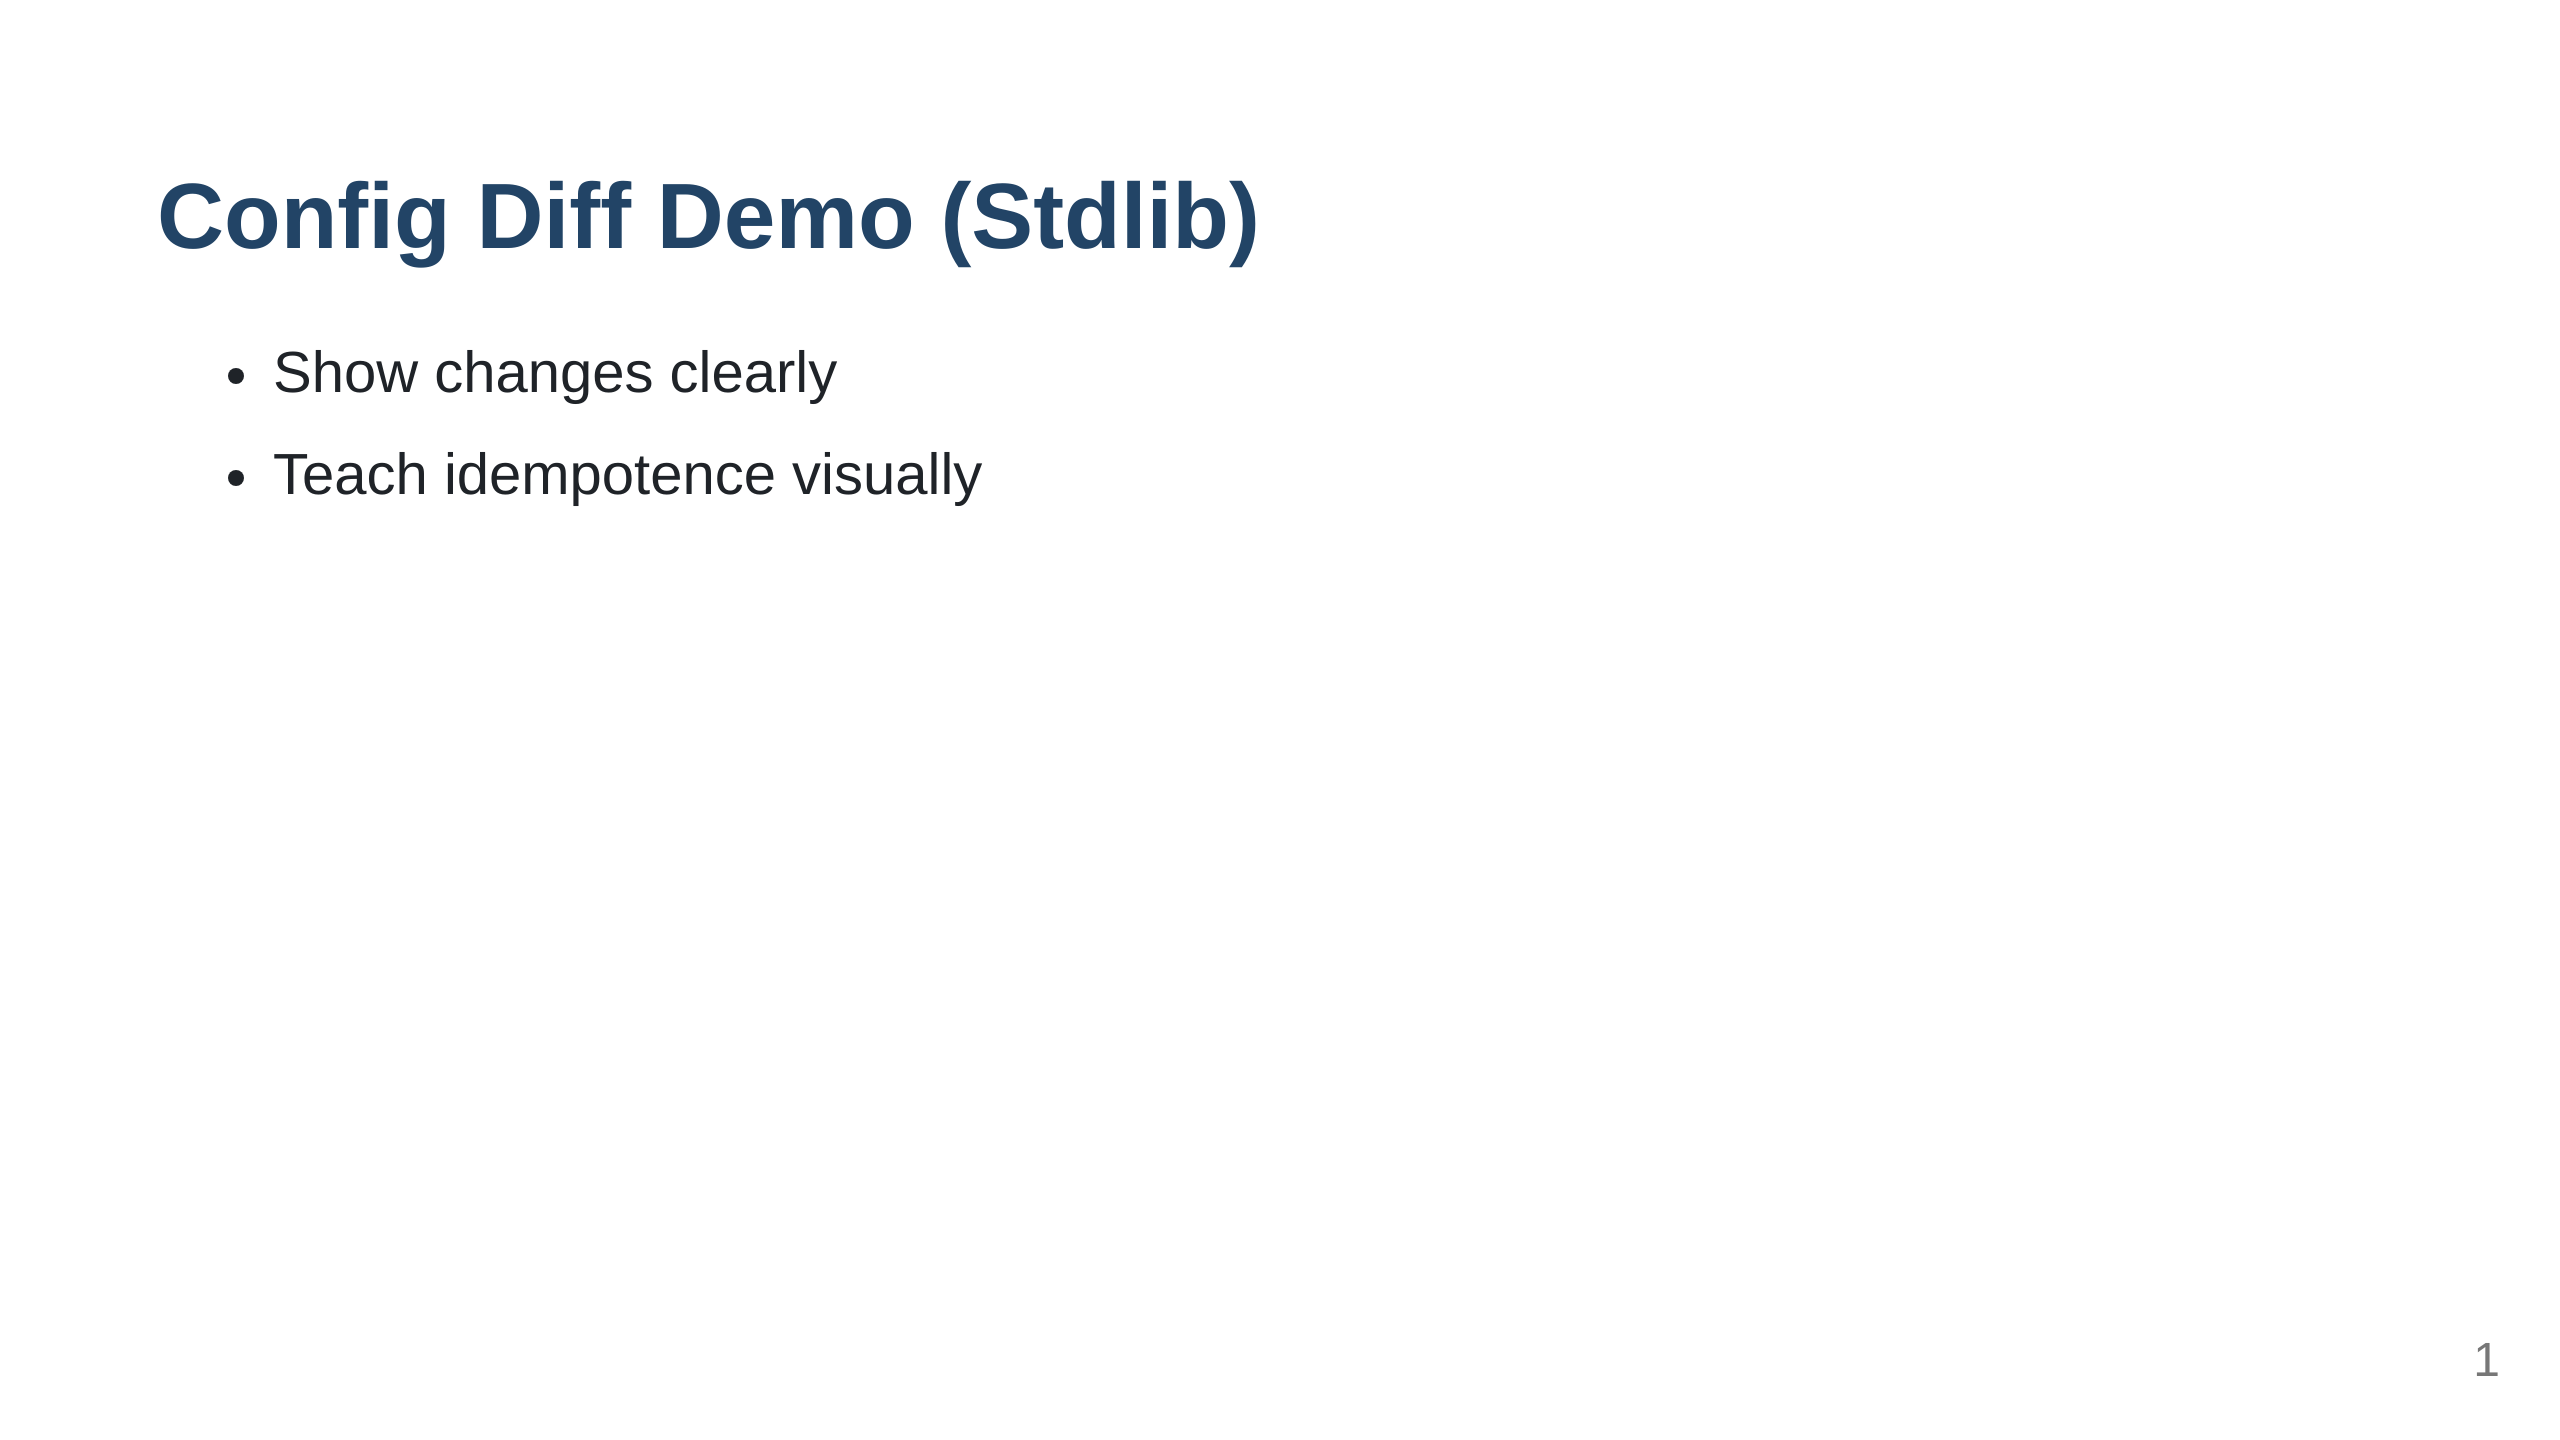 Config Diff Demo (Stdlib)
• Show changes clearly
• Teach idempotence visually
1